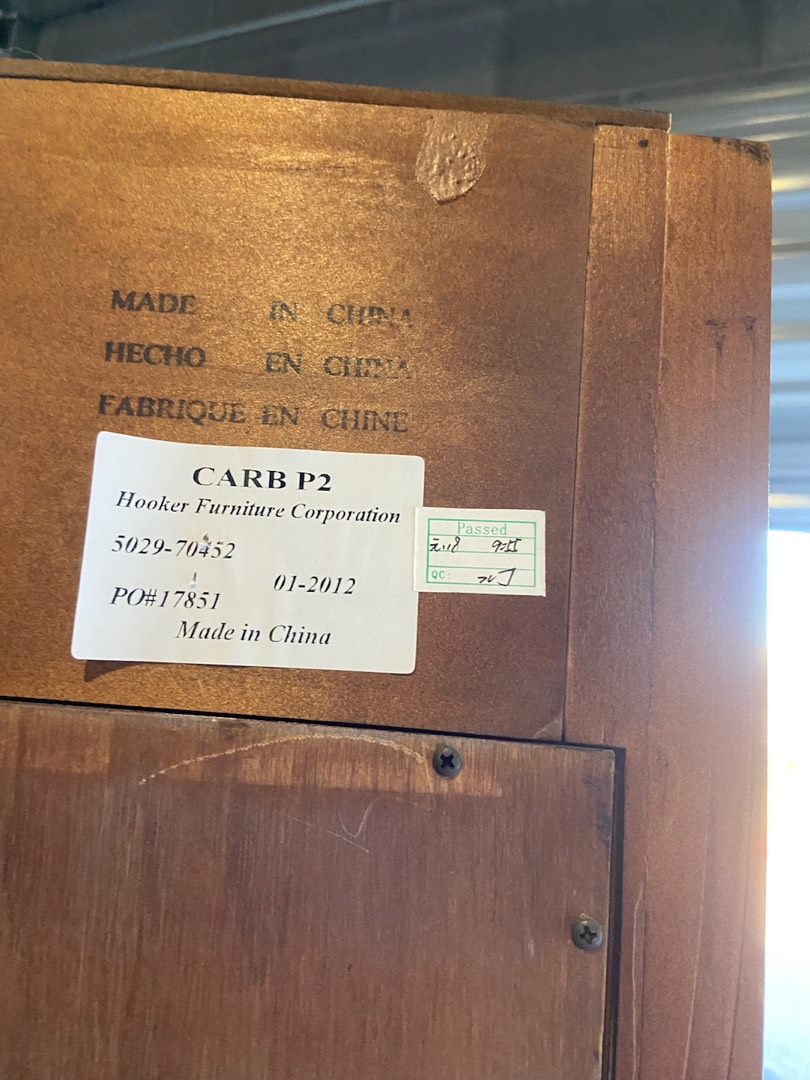 MADE IN CHINA
HECHO EN CHINA
FABRIQUE EN CHINE
CARB P2
Hooker Furniture Corporation
5029-70452
01-2012
PO#17851
Made in China
Passed
QC: